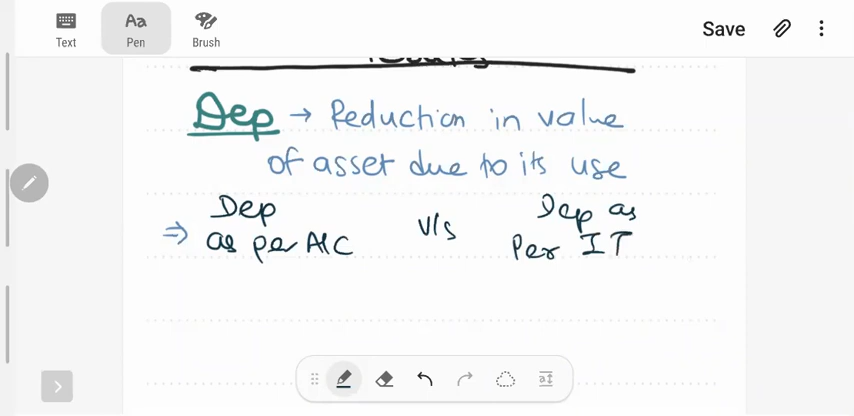 Text
Aa
Pen
Brush
Save
Dep → Reduction in value
of asset due to its use
⇒ Dep v/s Dep as
as per A/C Per IT